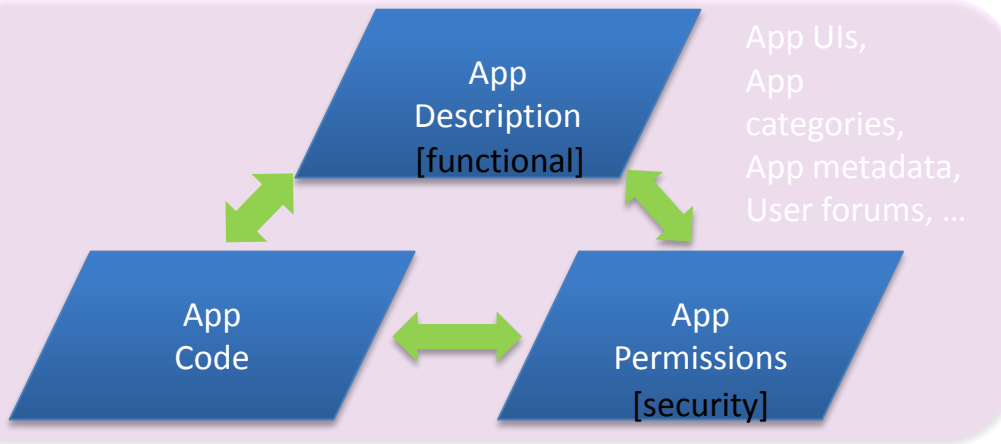 App
Description
[functional]
App UIs,
App
categories,
App metadata,
User forums, ...
App
Code
App
Permissions
[security]